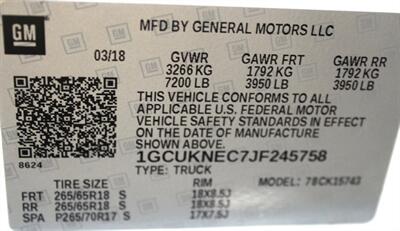 GM
MFD BY GENERAL MOTORS LLC
03/18 GVWR GAWR FRT GAWR RR
3266 KG 1792 KG 1792 KG
7200 LB 3950 LB 3950 LB
THIS VEHICLE CONFORMS TO ALL
APPLICABLE U.S. FEDERAL MOTOR
VEHICLE SAFETY STANDARDS IN EFFECT
ON THE DATE OF MANUFACTURE
SHOWN ABOVE.
8624 1GCUKNEC7JF245758
TYPE: TRUCK MODEL: CK15743
TIRE SIZE RIM
FRT 265/65R18 S 18X8.5J
RR 265/65R18 S 18X8.5J
SPA P265/70R17 S 17X7.5J